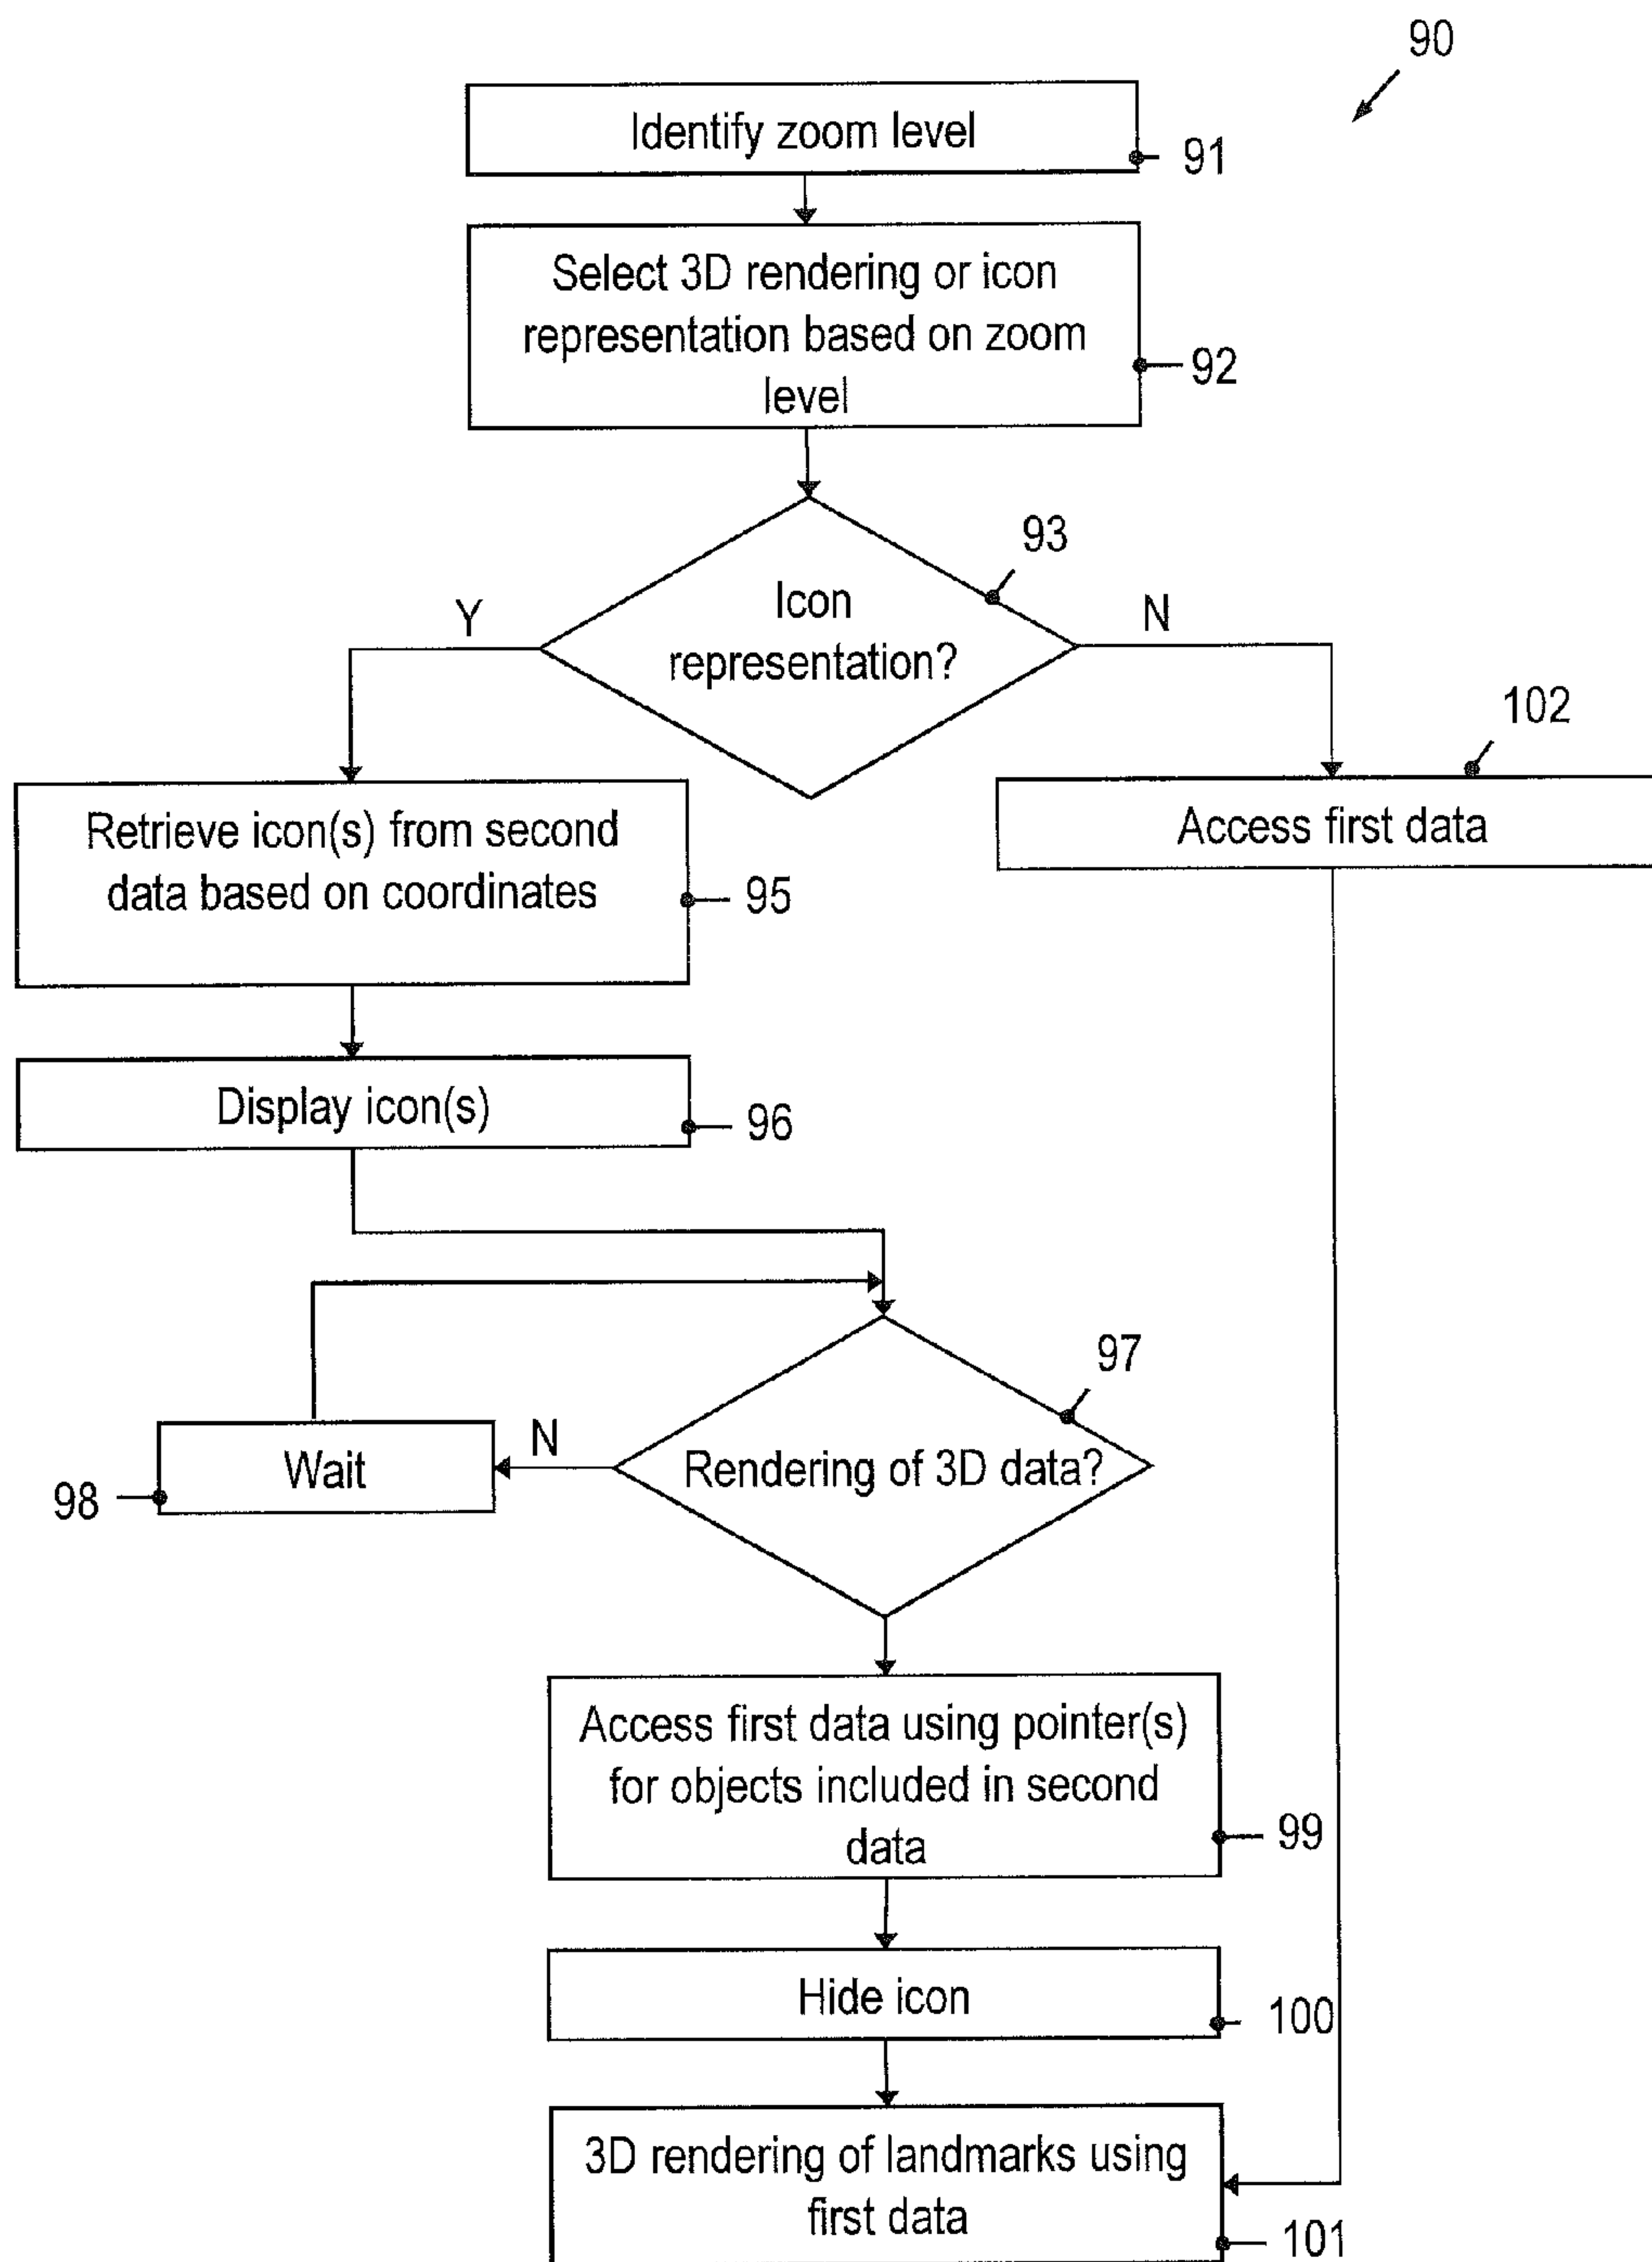 90
Identify zoom level
91
Select 3D rendering or icon
representation based on zoom
level
92
93
Icon
representation?
Y
N
102
Retrieve icon(s) from second
data based on coordinates
95
Access first data
Display icon(s)
96
97
Rendering of 3D data?
N
Wait
98
Access first data using pointer(s)
for objects included in second
data
99
Hide icon
100
3D rendering of landmarks using
first data
101